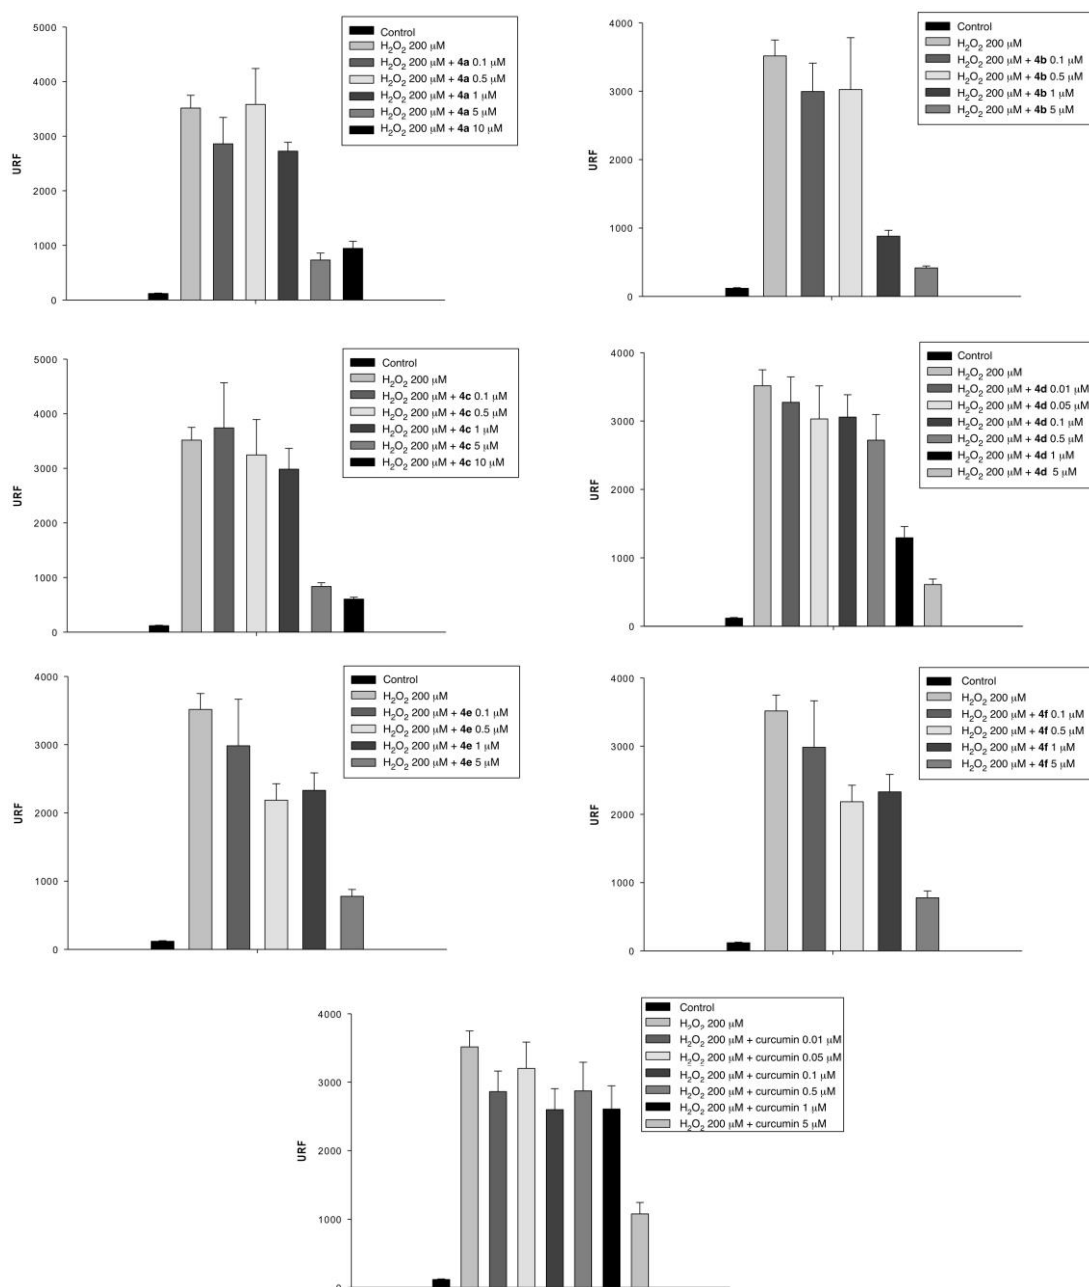 5000
4000
3000
2000
1000
0
URF
Control
H₂O₂ 200 μM
H₂O₂ 200 μM + 4a 0.1 μM
H₂O₂ 200 μM + 4a 0.5 μM
H₂O₂ 200 μM + 4a 1 μM
H₂O₂ 200 μM + 4a 5 μM
H₂O₂ 200 μM + 4a 10 μM
4000
3000
2000
1000
0
URF
Control
H₂O₂ 200 μM
H₂O₂ 200 μM + 4b 0.1 μM
H₂O₂ 200 μM + 4b 0.5 μM
H₂O₂ 200 μM + 4b 1 μM
H₂O₂ 200 μM + 4b 5 μM
5000
4000
3000
2000
1000
0
URF
Control
H₂O₂ 200 μM
H₂O₂ 200 μM + 4c 0.1 μM
H₂O₂ 200 μM + 4c 0.5 μM
H₂O₂ 200 μM + 4c 1 μM
H₂O₂ 200 μM + 4c 5 μM
H₂O₂ 200 μM + 4c 10 μM
4000
3000
2000
1000
0
URF
Control
H₂O₂ 200 μM
H₂O₂ 200 μM + 4d 0.01 μM
H₂O₂ 200 μM + 4d 0.05 μM
H₂O₂ 200 μM + 4d 0.1 μM
H₂O₂ 200 μM + 4d 0.5 μM
H₂O₂ 200 μM + 4d 1 μM
H₂O₂ 200 μM + 4d 5 μM
4000
3000
2000
1000
0
URF
Control
H₂O₂ 200 μM
H₂O₂ 200 μM + 4e 0.1 μM
H₂O₂ 200 μM + 4e 0.5 μM
H₂O₂ 200 μM + 4e 1 μM
H₂O₂ 200 μM + 4e 5 μM
4000
3000
2000
1000
0
URF
Control
H₂O₂ 200 μM
H₂O₂ 200 μM + 4f 0.1 μM
H₂O₂ 200 μM + 4f 0.5 μM
H₂O₂ 200 μM + 4f 1 μM
H₂O₂ 200 μM + 4f 5 μM
4000
3000
2000
1000
0
URF
Control
H₂O₂ 200 μM
H₂O₂ 200 μM + curcumin 0.01 μM
H₂O₂ 200 μM + curcumin 0.05 μM
H₂O₂ 200 μM + curcumin 0.1 μM
H₂O₂ 200 μM + curcumin 0.5 μM
H₂O₂ 200 μM + curcumin 1 μM
H₂O₂ 200 μM + curcumin 5 μM